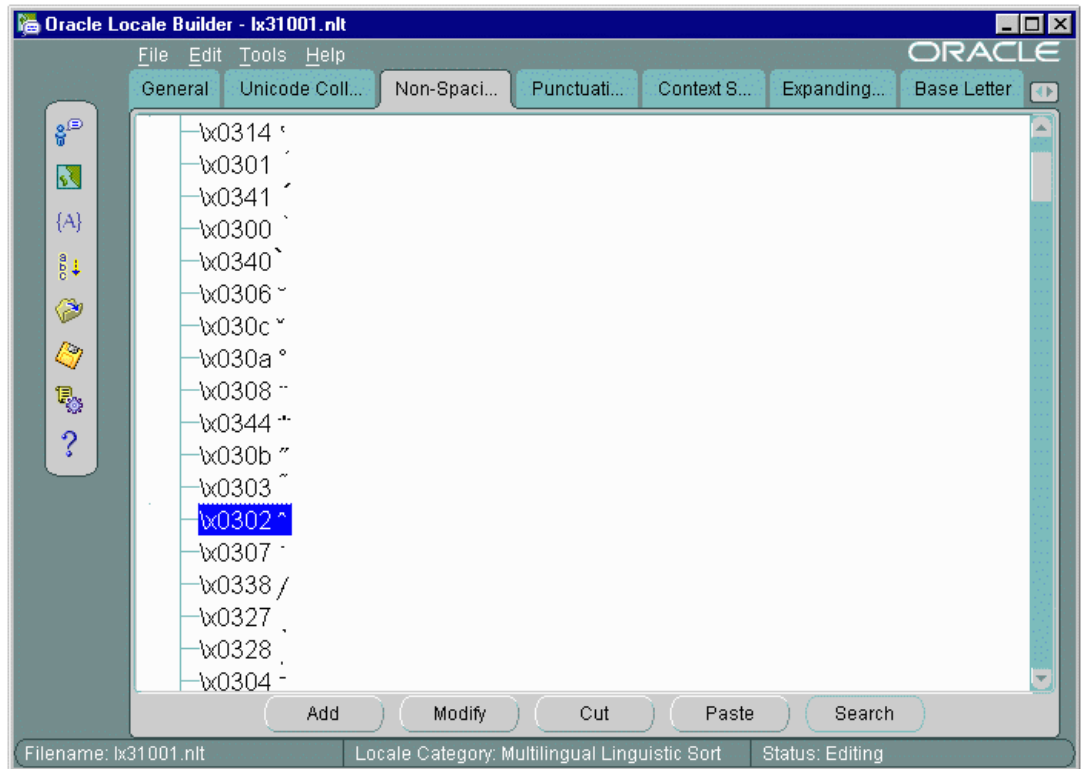 Oracle Locale Builder - lx31001.nlt
File Edit Tools Help
ORACLE
General Unicode Coll... Non-Spaci... Punctuati... Context S... Expanding... Base Letter
\x0314 ̔
\x0301 ́
\x0341 ́
\x0300 ̀
\x0340 ̀
\x0306 ̆
\x030c ̌
\x030a ̊
\x0308 ̈
\x0344 ̈́
\x030b ̋
\x0303 ̃
\x0302 ̂
\x0307 ̇
\x0338 /
\x0327 ̧
\x0328 ̨
\x0304 ̄
{A}
a
b
c
?
Add Modify Cut Paste Search
Filename: lx31001.nlt Locale Category: Multilingual Linguistic Sort Status: Editing